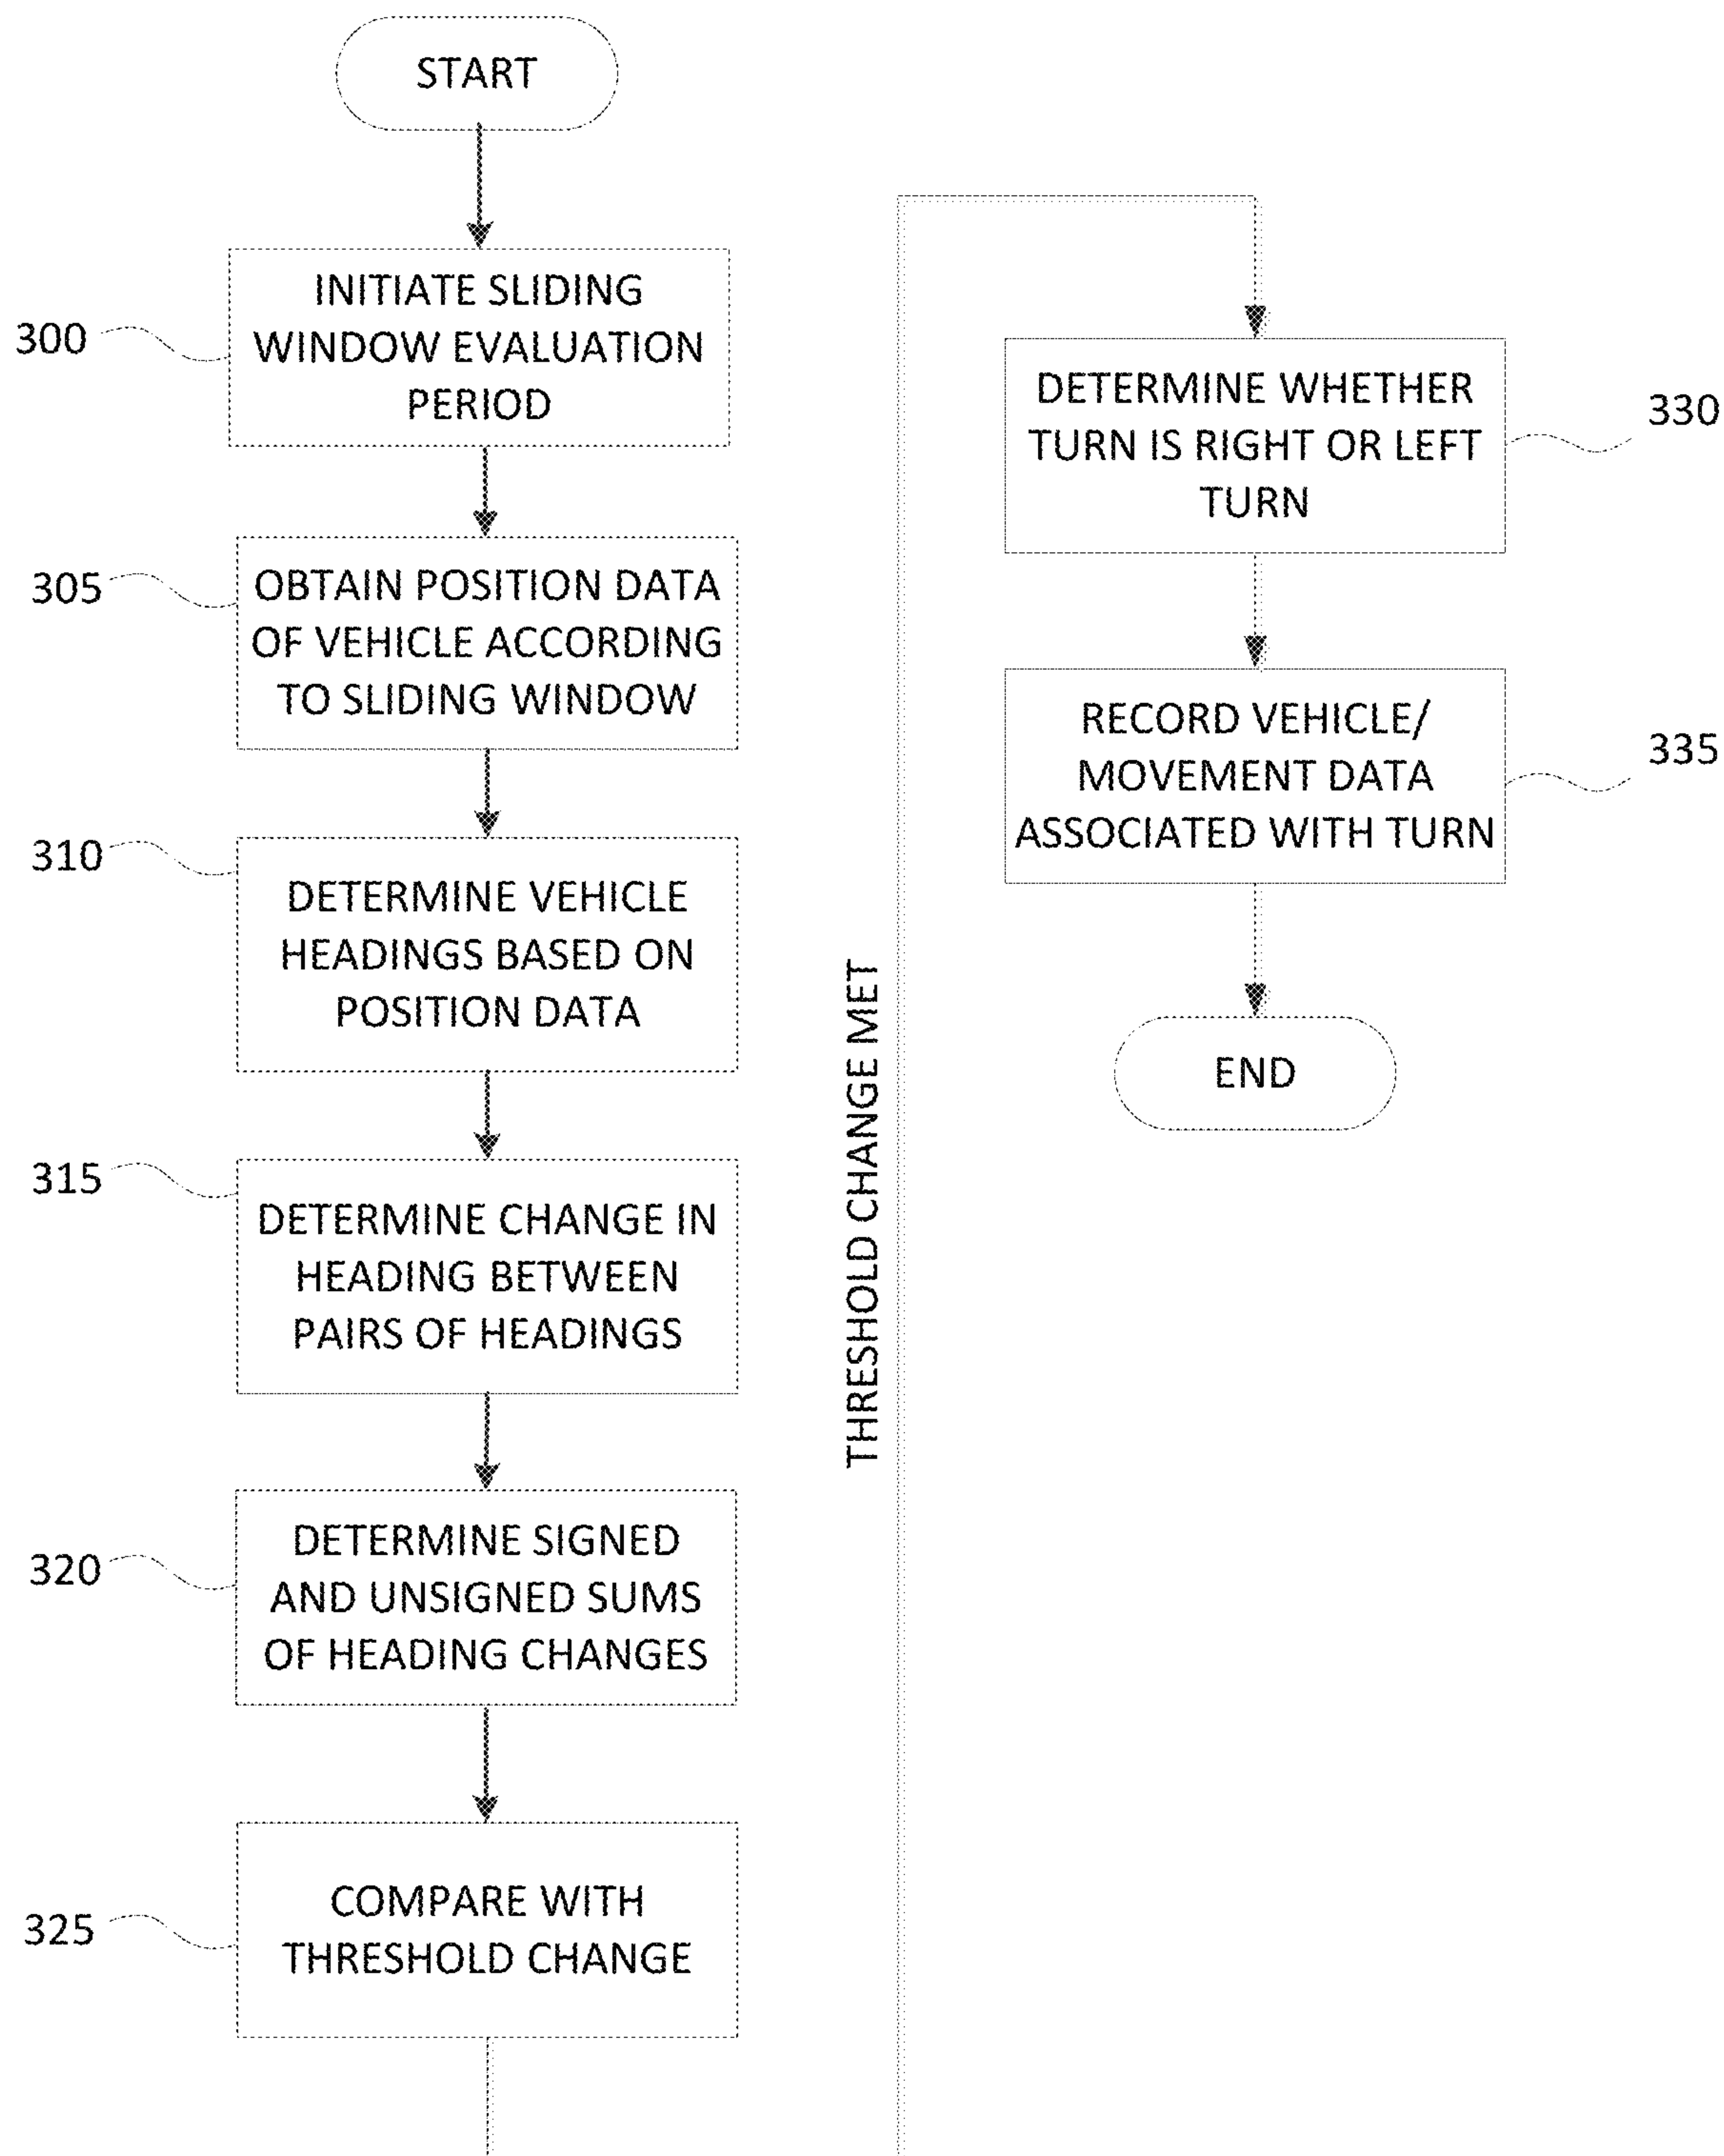 START
300
INITIATE SLIDING
WINDOW EVALUATION
PERIOD
305
OBTAIN POSITION DATA
OF VEHICLE ACCORDING
TO SLIDING WINDOW
310
DETERMINE VEHICLE
HEADINGS BASED ON
POSITION DATA
315
DETERMINE CHANGE IN
HEADING BETWEEN
PAIRS OF HEADINGS
320
DETERMINE SIGNED
AND UNSIGNED SUMS
OF HEADING CHANGES
325
COMPARE WITH
THRESHOLD CHANGE
THRESHOLD CHANGE MET
330
DETERMINE WHETHER
TURN IS RIGHT OR LEFT
TURN
335
RECORD VEHICLE/
MOVEMENT DATA
ASSOCIATED WITH TURN
END